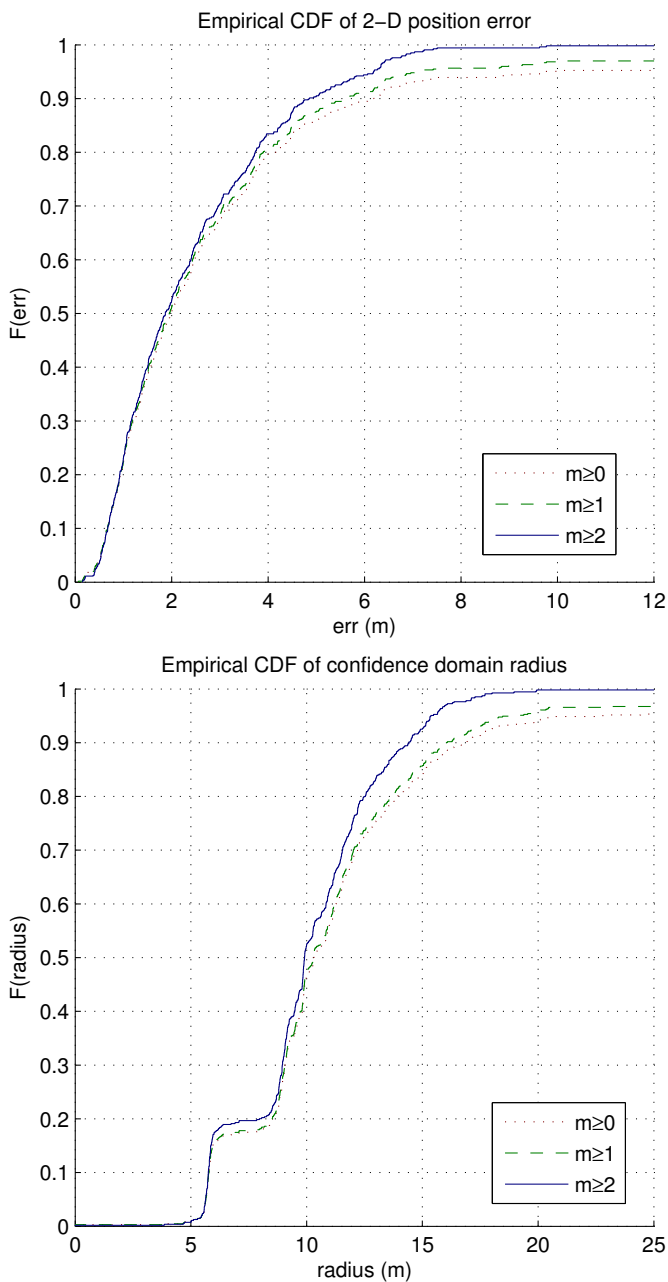 Empirical CDF of 2−D position error
1
0.9
0.8
0.7
0.6
0.5
0.4
0.3
0.2
0.1
0
F(err)
m≥0
m≥1
m≥2
0 2 4 6 8 10 12
err (m)
Empirical CDF of confidence domain radius
1
0.9
0.8
0.7
0.6
0.5
0.4
0.3
0.2
0.1
0
F(radius)
m≥0
m≥1
m≥2
0 5 10 15 20 25
radius (m)